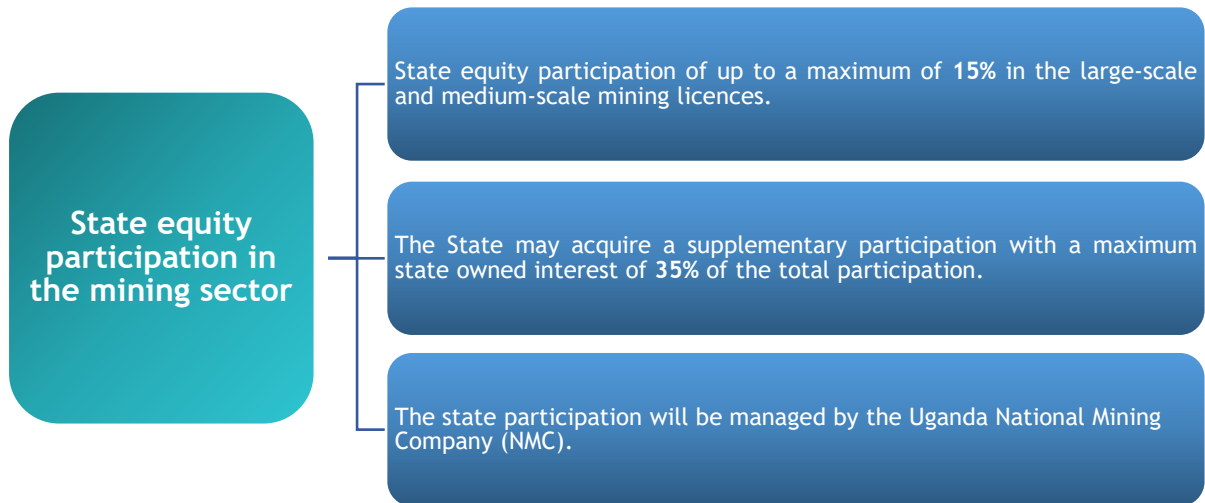 State equity
participation in
the mining sector
State equity participation of up to a maximum of 15% in the large-scale
and medium-scale mining licences.
The State may acquire a supplementary participation with a maximum
state owned interest of 35% of the total participation.
The state participation will be managed by the Uganda National Mining
Company (NMC).